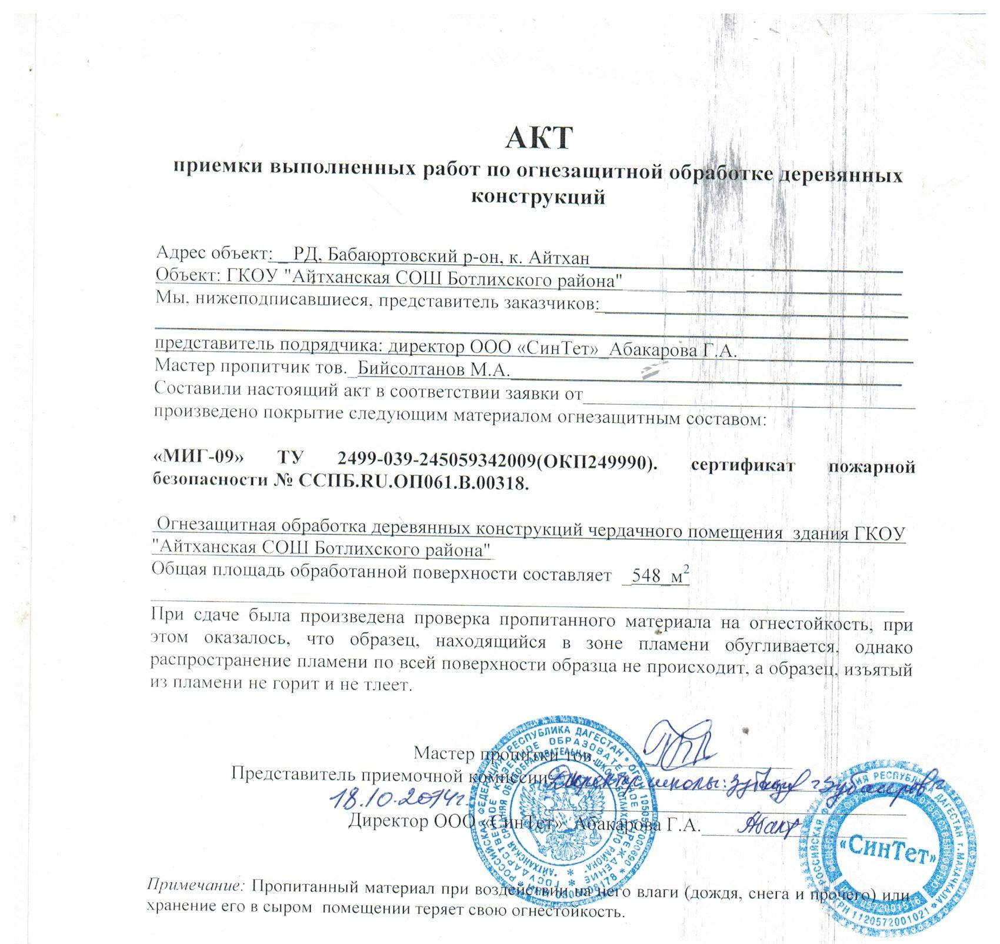 АКТ
приемки выполненных работ по огнезащитной обработке деревянных
конструкций
Адрес объект: РД, Бабаюртовский р-он, к. Айтхан
Объект: ГКОУ "Айтханская СОШ Ботлихского района"
Мы, нижеподписавшиеся, представитель заказчиков:
представитель подрядчика: директор ООО «СинТет» Абакарова Г.А.
Мастер пропитчик тов. Бийсолтанов М.А.
Составили настоящий акт в соответствии заявки от
произведено покрытие следующим материалом огнезащитным составом:
«МИГ-09» ТУ 2499-039-245059342009(ОКП249990). сертификат пожарной
безопасности № ССПБ.RU.ОП061.В.00318.
Огнезащитная обработка деревянных конструкций чердачного помещения здания ГКОУ
"Айтханская СОШ Ботлихского района"
Общая площадь обработанной поверхности составляет 548 м²
При сдаче была произведена проверка пропитанного материала на огнестойкость, при
этом оказалось, что образец, находящийся в зоне пламени обугливается, однако
распространение пламени по всей поверхности образца не происходит, а образец, изъятый
из пламени не горит и не тлеет.
Мастер пропитки тов.
Представитель приемочной комиссии: Директор школы:
18.10.2014г.
Директор ООО «СинТет» Абакарова Г.А.
«СинТет»
РЕСПУБЛИКА ДАГЕСТАН г.МАХАЧКАЛА
ОГРН 1120572001021
Примечание: Пропитанный материал при воздействии на него влаги (дождя, снега и прочего) или
хранение его в сыром помещении теряет свою огнестойкость.